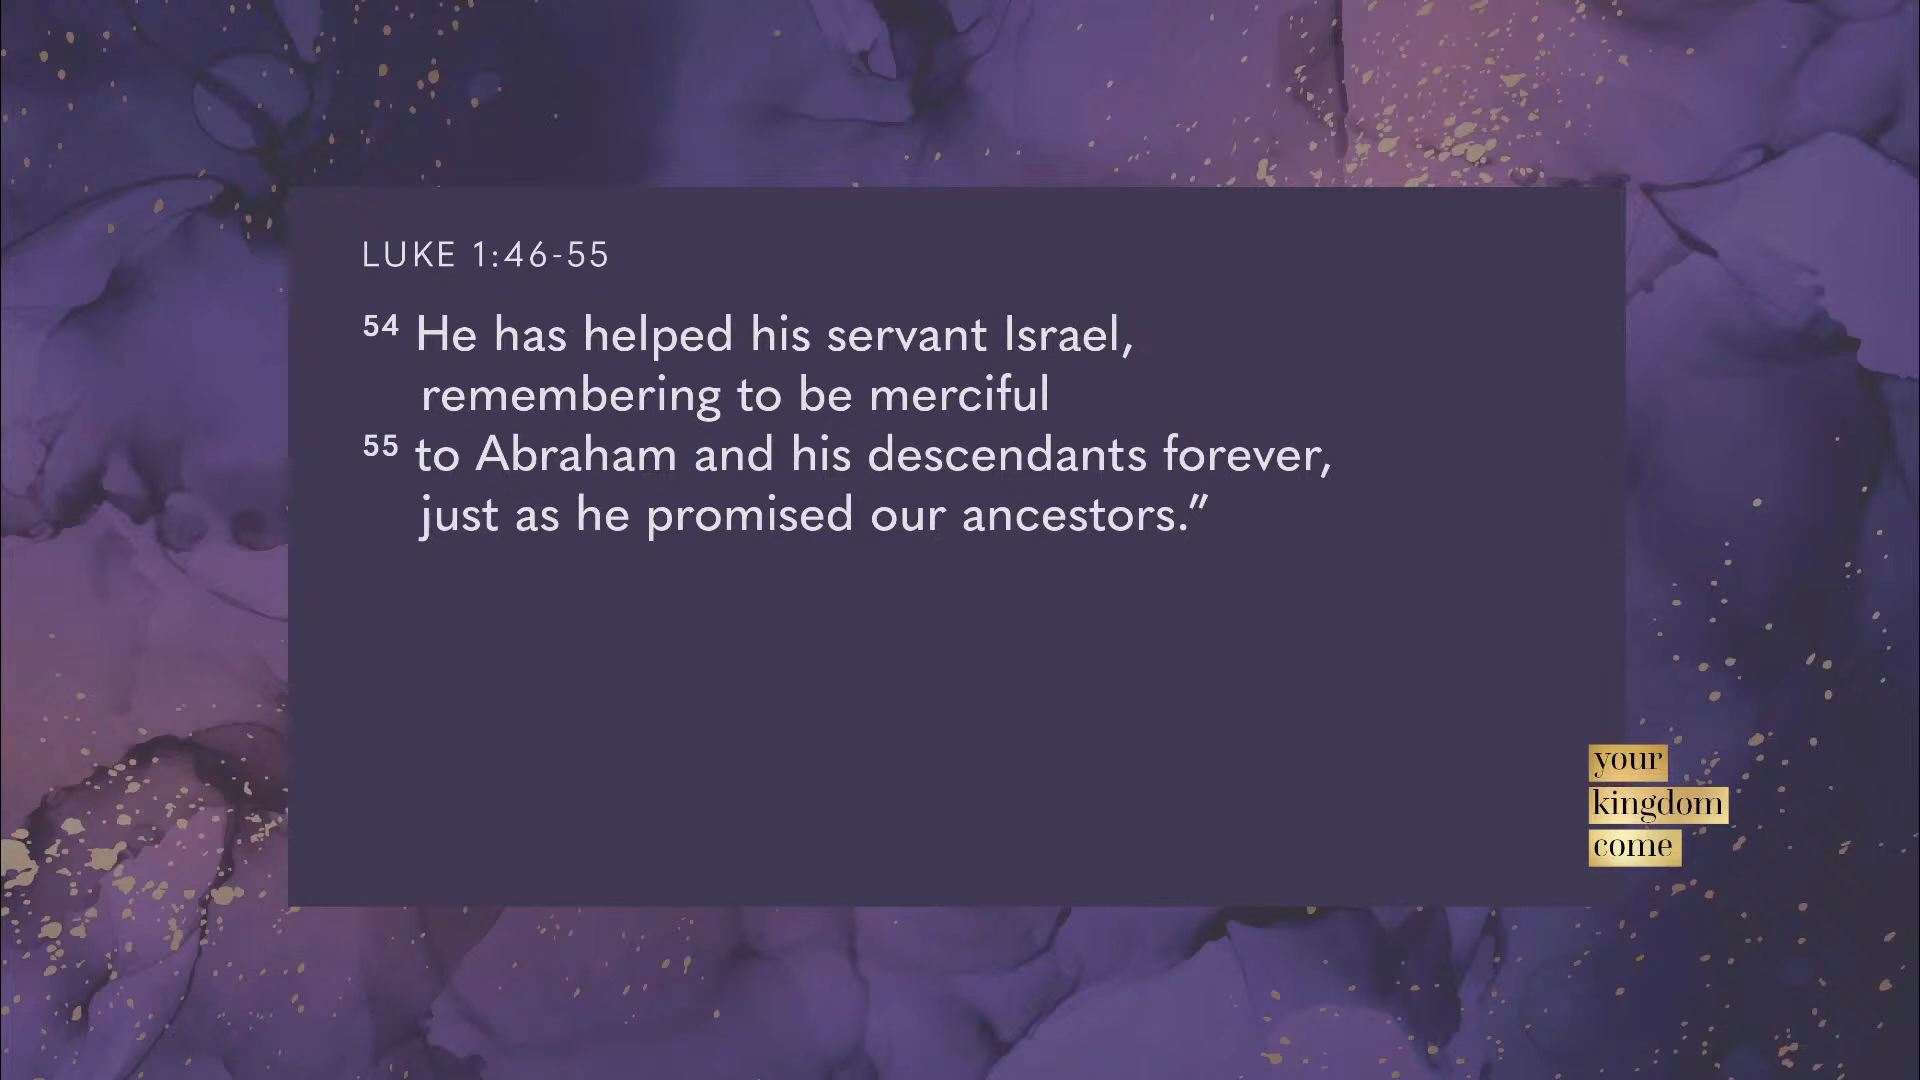 LUKE 1:46-55
54 He has helped his servant Israel,
remembering to be merciful
55 to Abraham and his descendants forever,
just as he promised our ancestors.”
your
kingdom
come